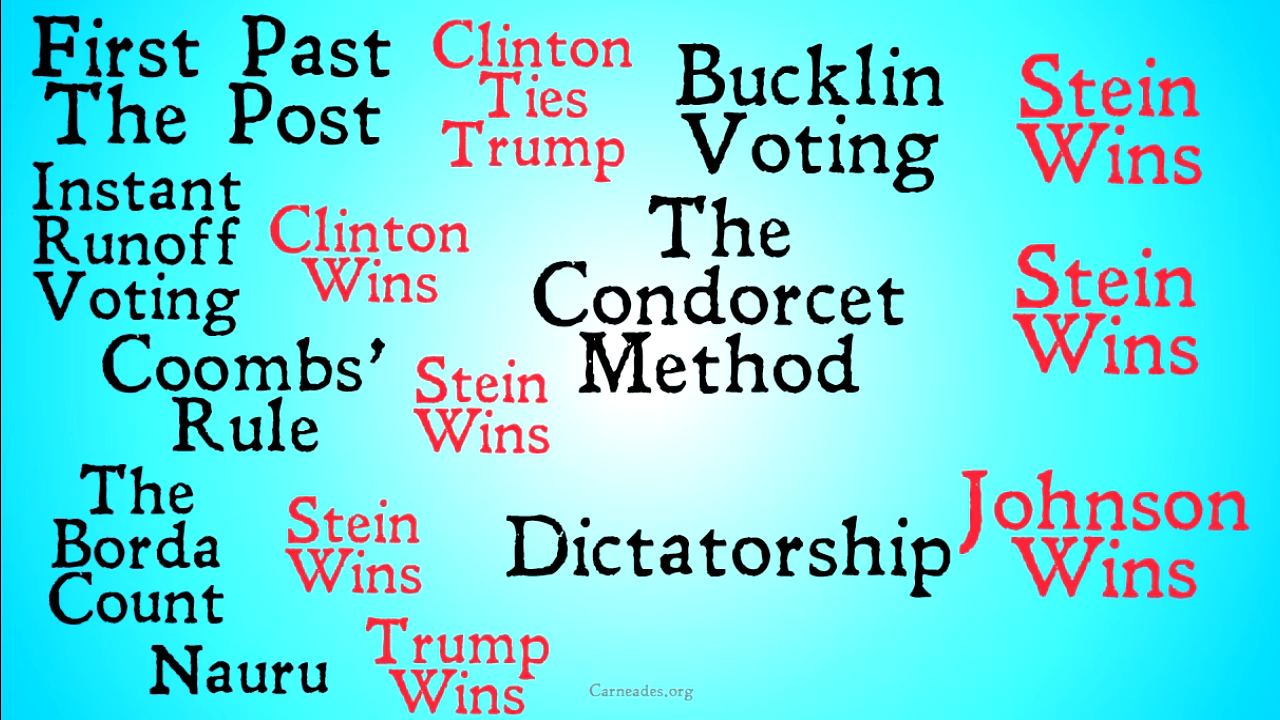 First Past
The Post
Clinton
Ties
Trump
Bucklin
Voting
Stein
Wins
Instant
Runoff
Voting
Clinton
Wins
The
Condorcet
Method
Stein
Wins
Coombs'
Rule
Stein
Wins
The
Borda
Count
Stein
Wins
Dictatorship
Johnson
Wins
Nauru
Trump
Wins
Carneades.org